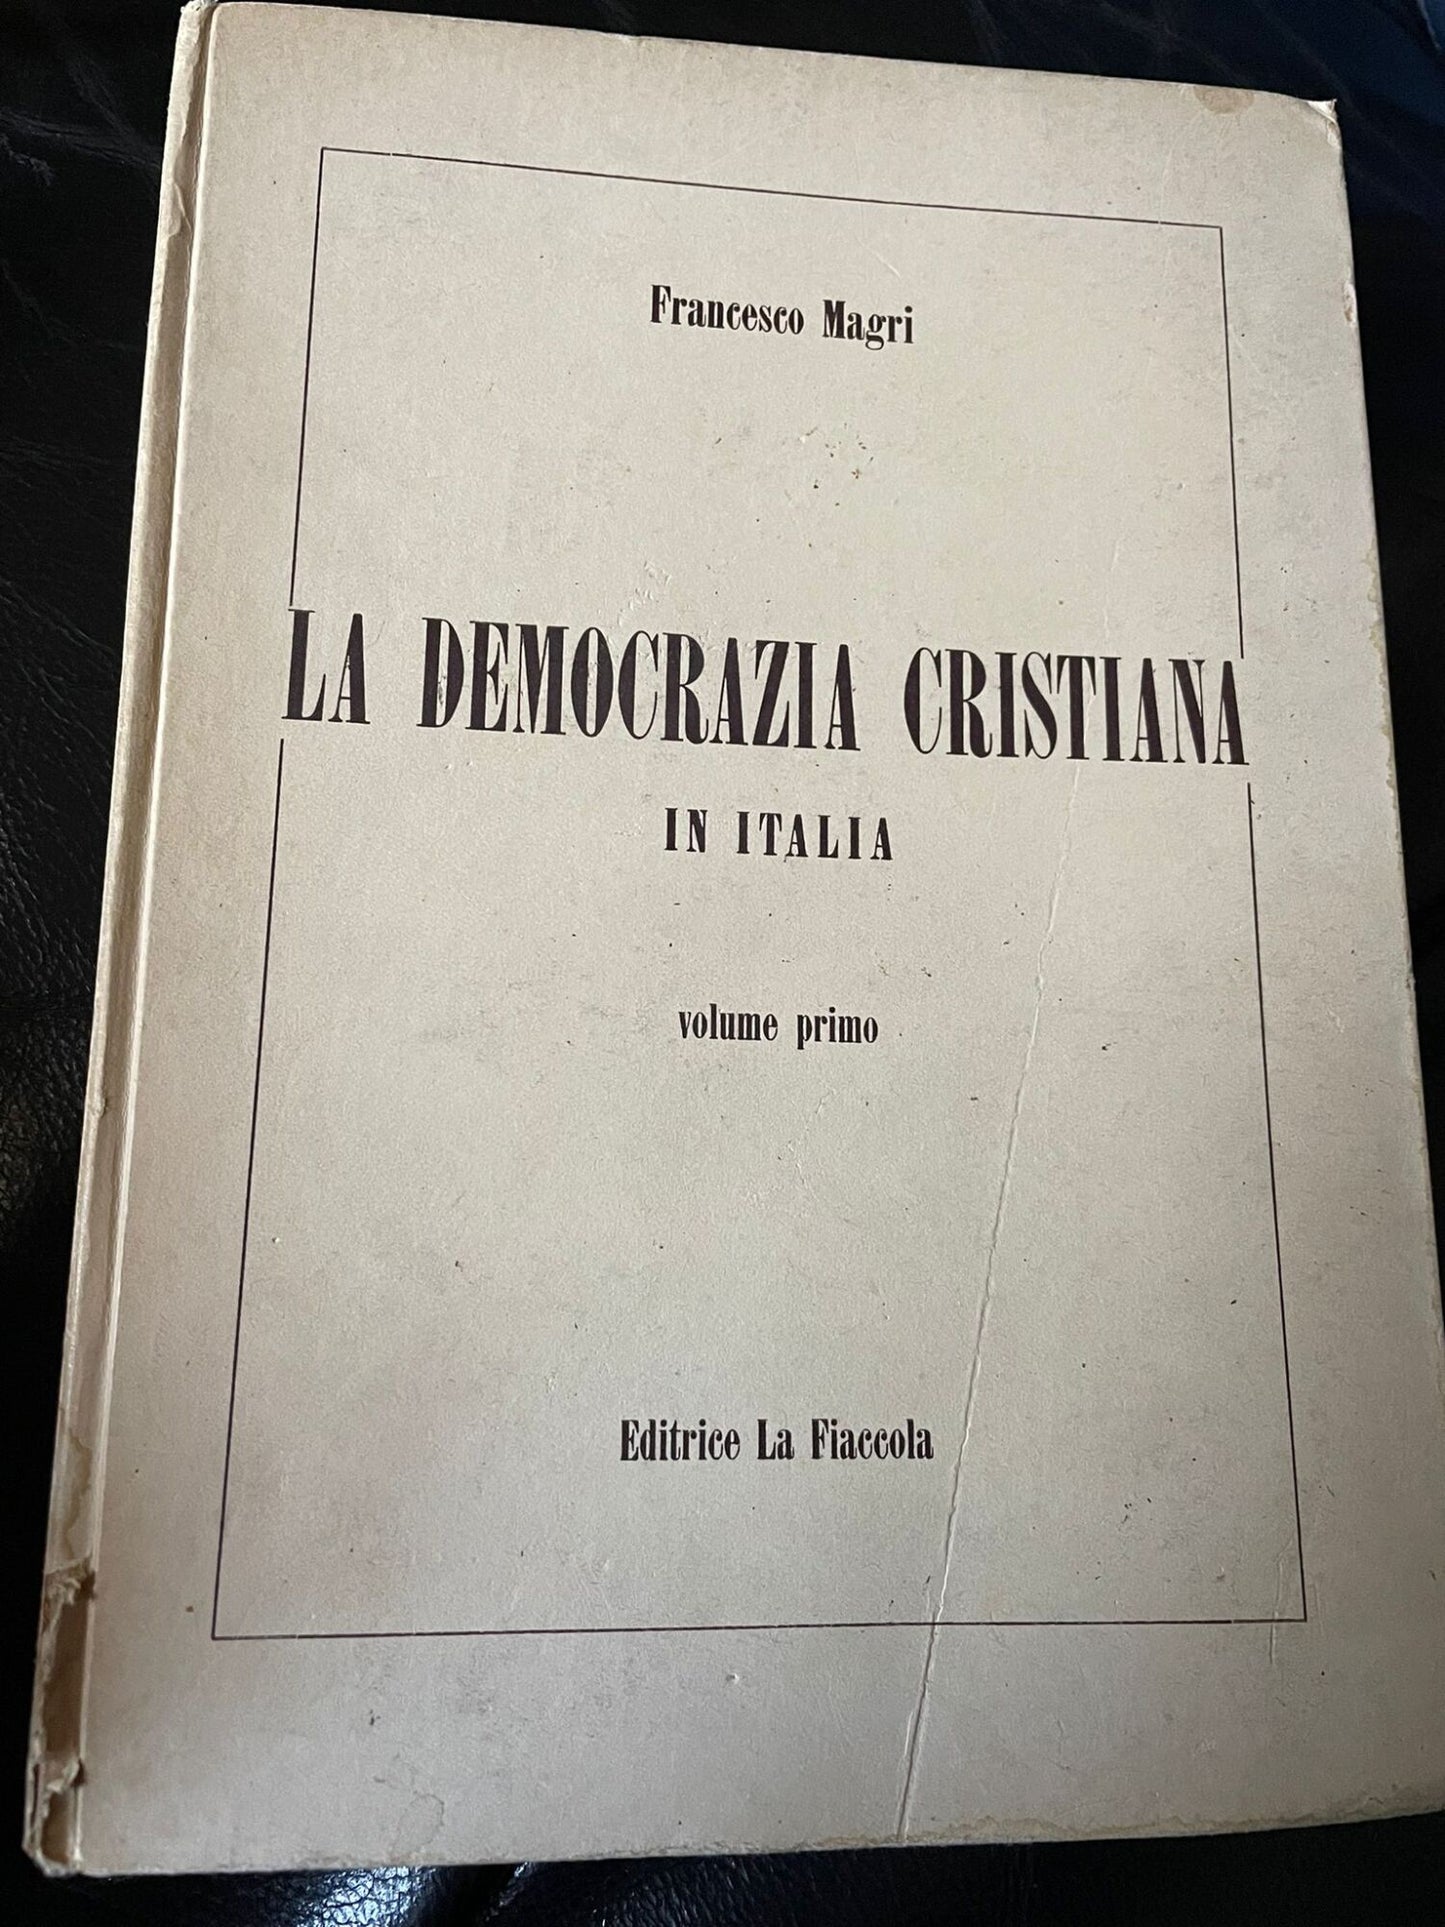 Francesco Magri
LA DEMOCRAZIA CRISTIANA
IN ITALIA
volume primo
Editrice La Fiaccola